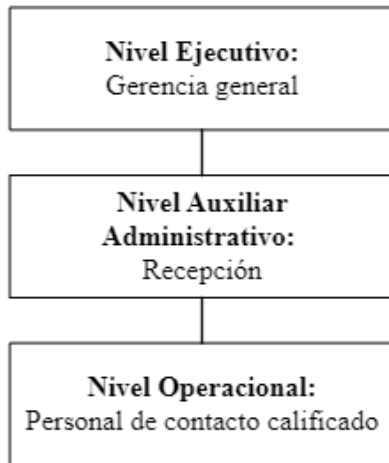 Nivel Ejecutivo:
Gerencia general
Nivel Auxiliar
Administrativo:
Recepción
Nivel Operacional:
Personal de contacto calificado